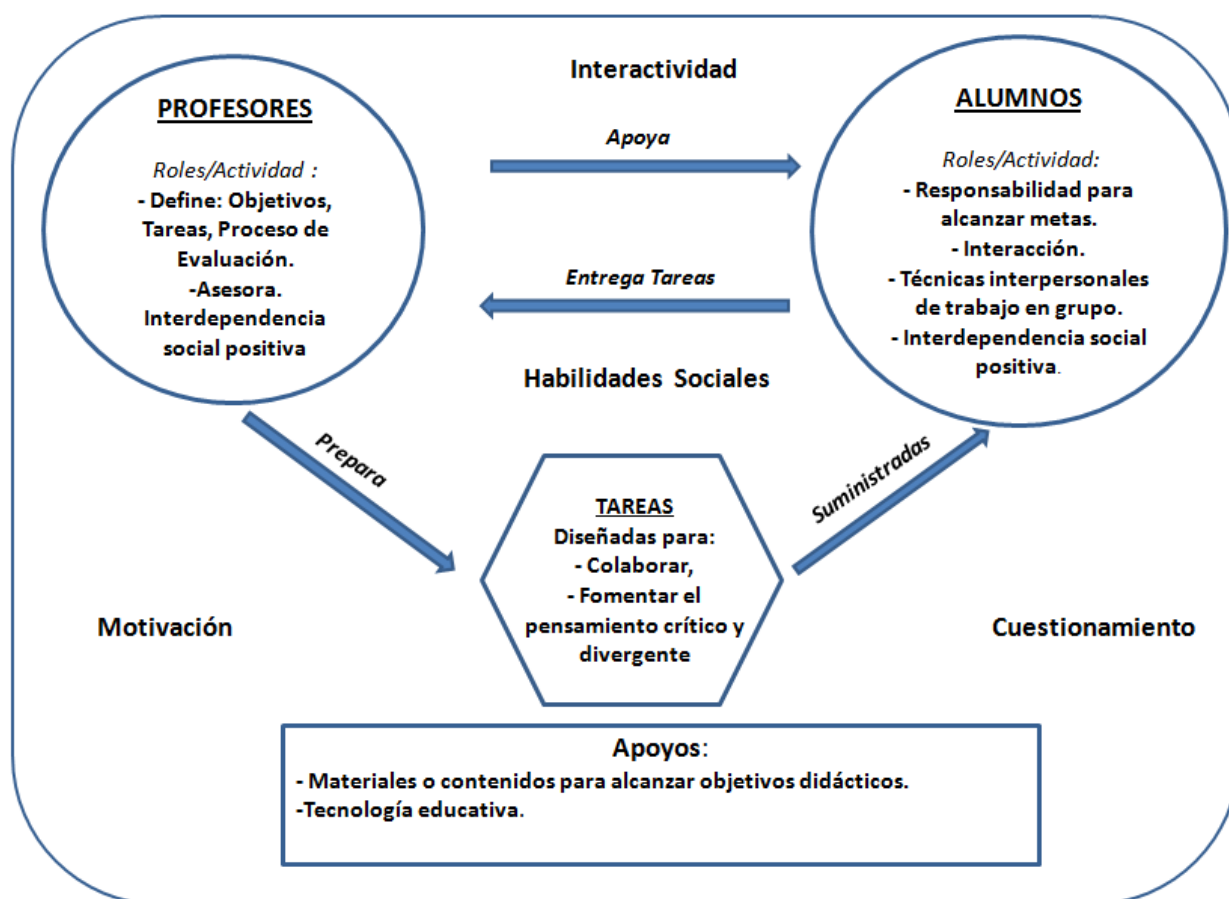 Interactividad
PROFESORES
Roles/Actividad :
- Define: Objetivos,
Tareas, Proceso de
Evaluación.
-Asesora.
Interdependencia
social positiva
Apoya
Entrega Tareas
ALUMNOS
Roles/Actividad:
- Responsabilidad para
alcanzar metas.
- Interacción.
- Técnicas interpersonales
de trabajo en grupo.
- Interdependencia social
positiva.
Habilidades Sociales
Prepara
Suministradas
TAREAS
Diseñadas para:
- Colaborar,
- Fomentar el
pensamiento crítico y
divergente
Motivación
Cuestionamiento
Apoyos:
- Materiales o contenidos para alcanzar objetivos didácticos.
-Tecnología educativa.